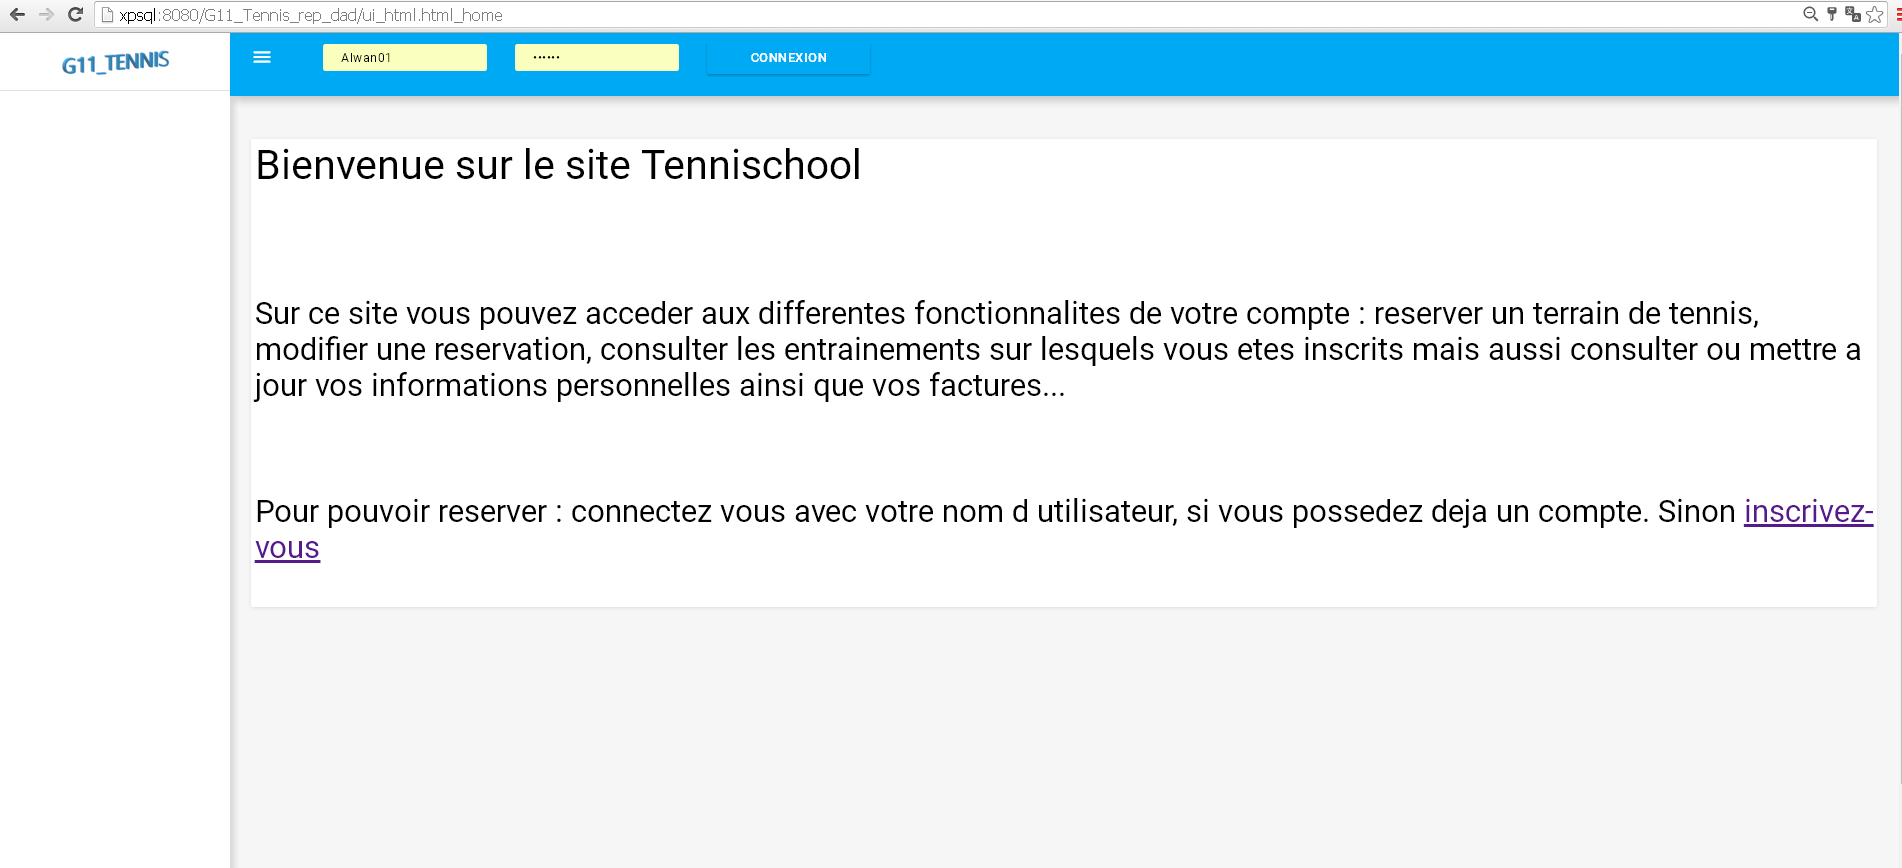 xpsql:8080/G11_Tennis_rep_dad/ui_html.html_home
G11_TENNIS
Alwan01
••••••
CONNEXION
Bienvenue sur le site Tennischool
Sur ce site vous pouvez acceder aux differentes fonctionnalites de votre compte : reserver un terrain de tennis,
modifier une reservation, consulter les entrainements sur lesquels vous etes inscrits mais aussi consulter ou mettre a
jour vos informations personnelles ainsi que vos factures...
Pour pouvoir reserver : connectez vous avec votre nom d utilisateur, si vous possedez deja un compte. Sinon inscrivez-
vous